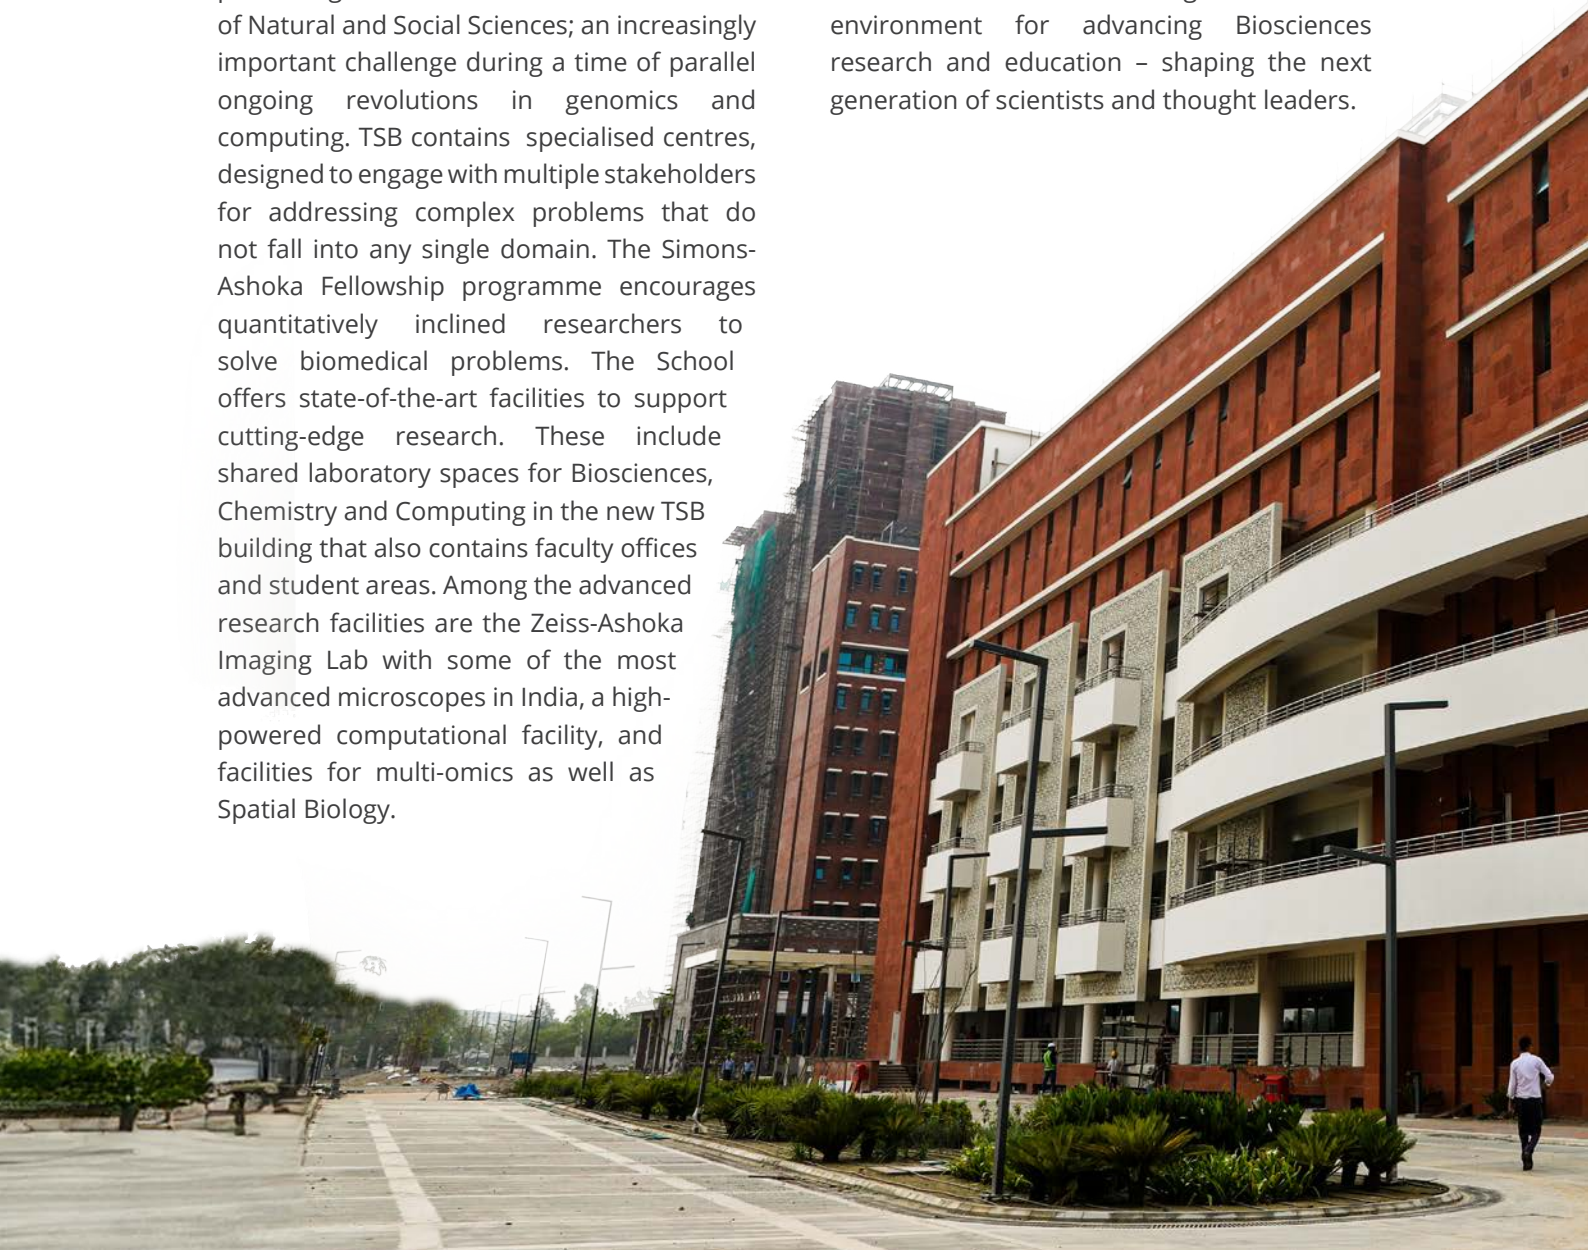 of Natural and Social Sciences; an increasingly
important challenge during a time of parallel
ongoing revolutions in genomics and
computing. TSB contains specialised centres,
designed to engage with multiple stakeholders
for addressing complex problems that do
not fall into any single domain. The Simons-
Ashoka Fellowship programme encourages
quantitatively inclined researchers to
solve biomedical problems. The School
offers state-of-the-art facilities to support
cutting-edge research. These include
shared laboratory spaces for Biosciences,
Chemistry and Computing in the new TSB
building that also contains faculty offices
and student areas. Among the advanced
research facilities are the Zeiss-Ashoka
Imaging Lab with some of the most
advanced microscopes in India, a high-
powered computational facility, and
facilities for multi-omics as well as
Spatial Biology.
environment for advancing Biosciences
research and education – shaping the next
generation of scientists and thought leaders.